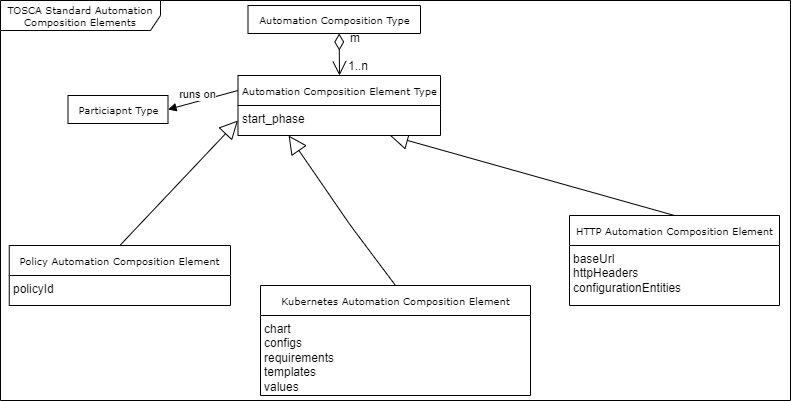 TOSCA Standard Automation
Composition Elements
Automation Composition Type
m
1..n
runs on
Automation Composition Element Type
start_phase
Particiapnt Type
Policy Automation Composition Element
policyId
Kubernetes Automation Composition Element
chart
configs
requirements
templates
values
HTTP Automation Composition Element
baseUrl
httpHeaders
configurationEntities